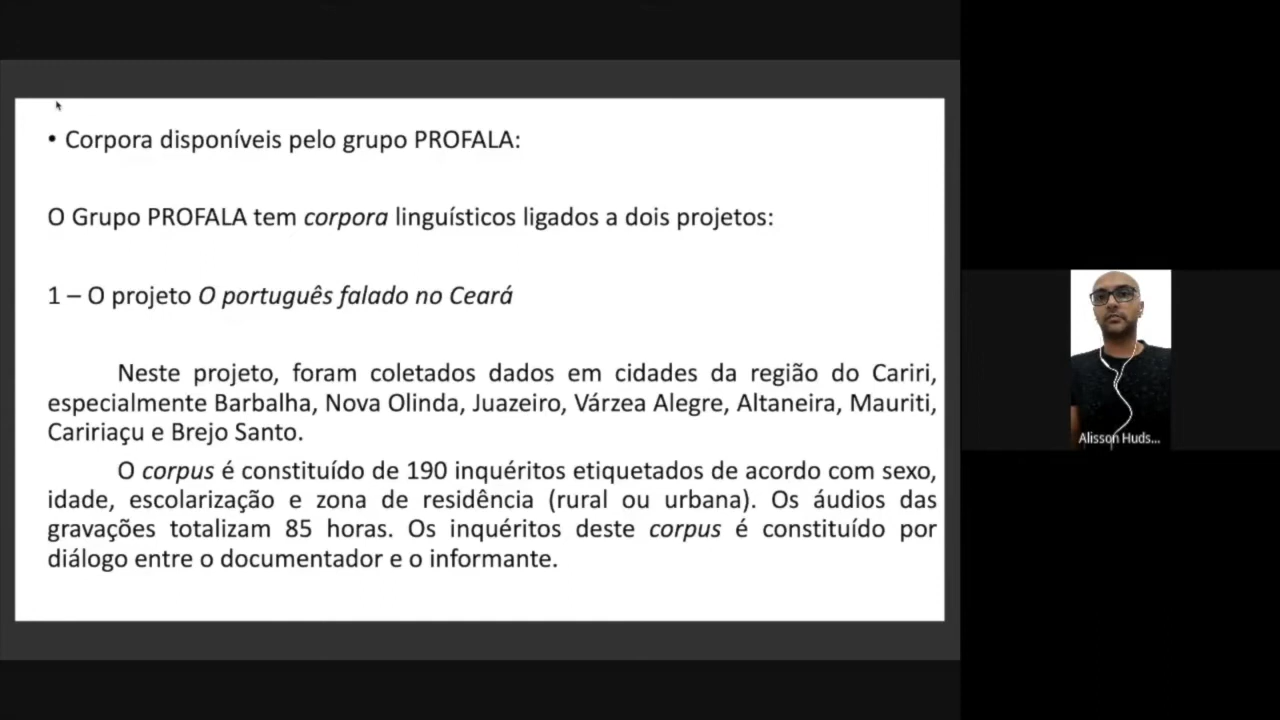 • Corpora disponíveis pelo grupo PROFALA:
O Grupo PROFALA tem corpora linguísticos ligados a dois projetos:
1 – O projeto O português falado no Ceará
Neste projeto, foram coletados dados em cidades da região do Cariri,
especialmente Barbalha, Nova Olinda, Juazeiro, Várzea Alegre, Altaneira, Mauriti,
Caririaçu e Brejo Santo.
O corpus é constituído de 190 inquéritos etiquetados de acordo com sexo,
idade, escolarização e zona de residência (rural ou urbana). Os áudios das
gravações totalizam 85 horas. Os inquéritos deste corpus é constituído por
diálogo entre o documentador e o informante.
Alisson Huds...